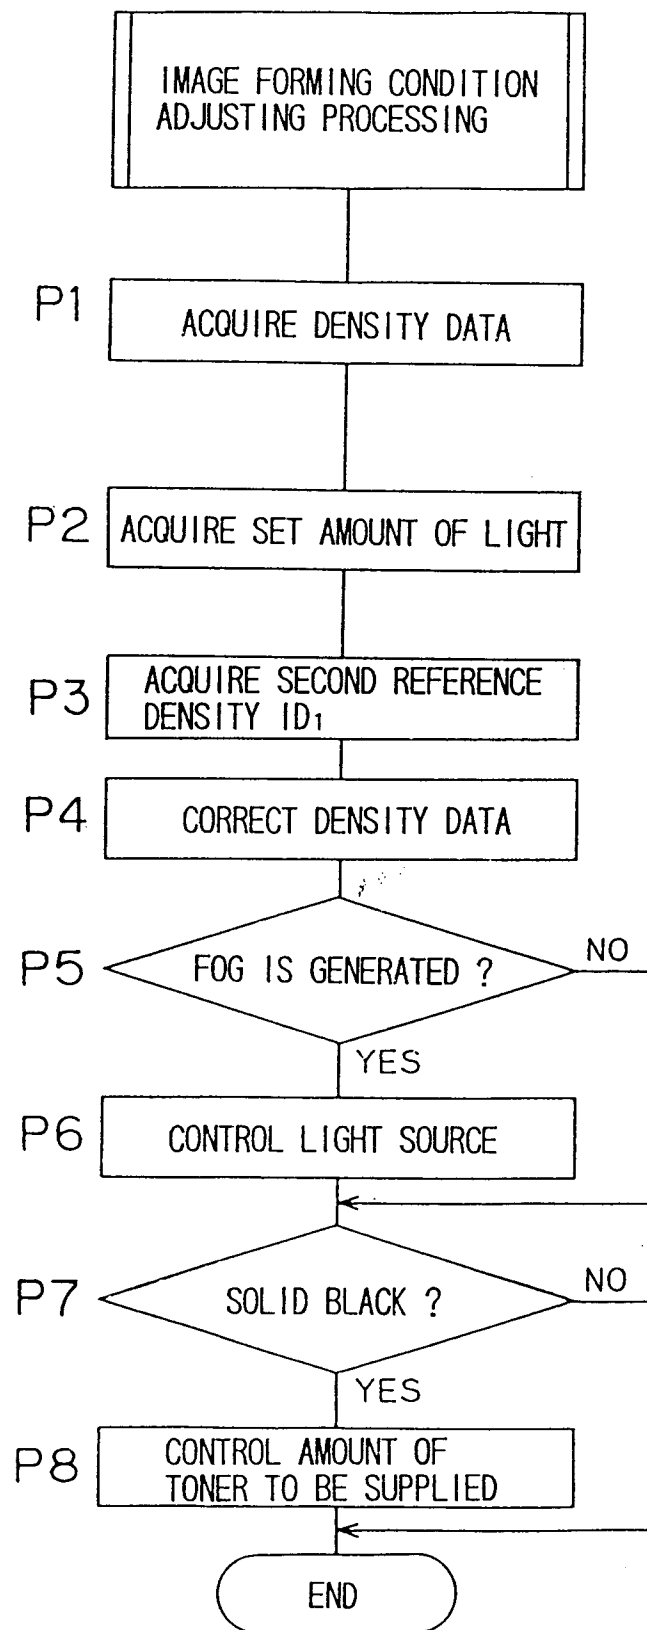 IMAGE FORMING CONDITION
ADJUSTING PROCESSING
P1
ACQUIRE DENSITY DATA
P2
ACQUIRE SET AMOUNT OF LIGHT
P3
ACQUIRE SECOND REFERENCE
DENSITY ID₁
P4
CORRECT DENSITY DATA
P5
FOG IS GENERATED ?
NO
YES
P6
CONTROL LIGHT SOURCE
P7
SOLID BLACK ?
NO
YES
P8
CONTROL AMOUNT OF
TONER TO BE SUPPLIED
END